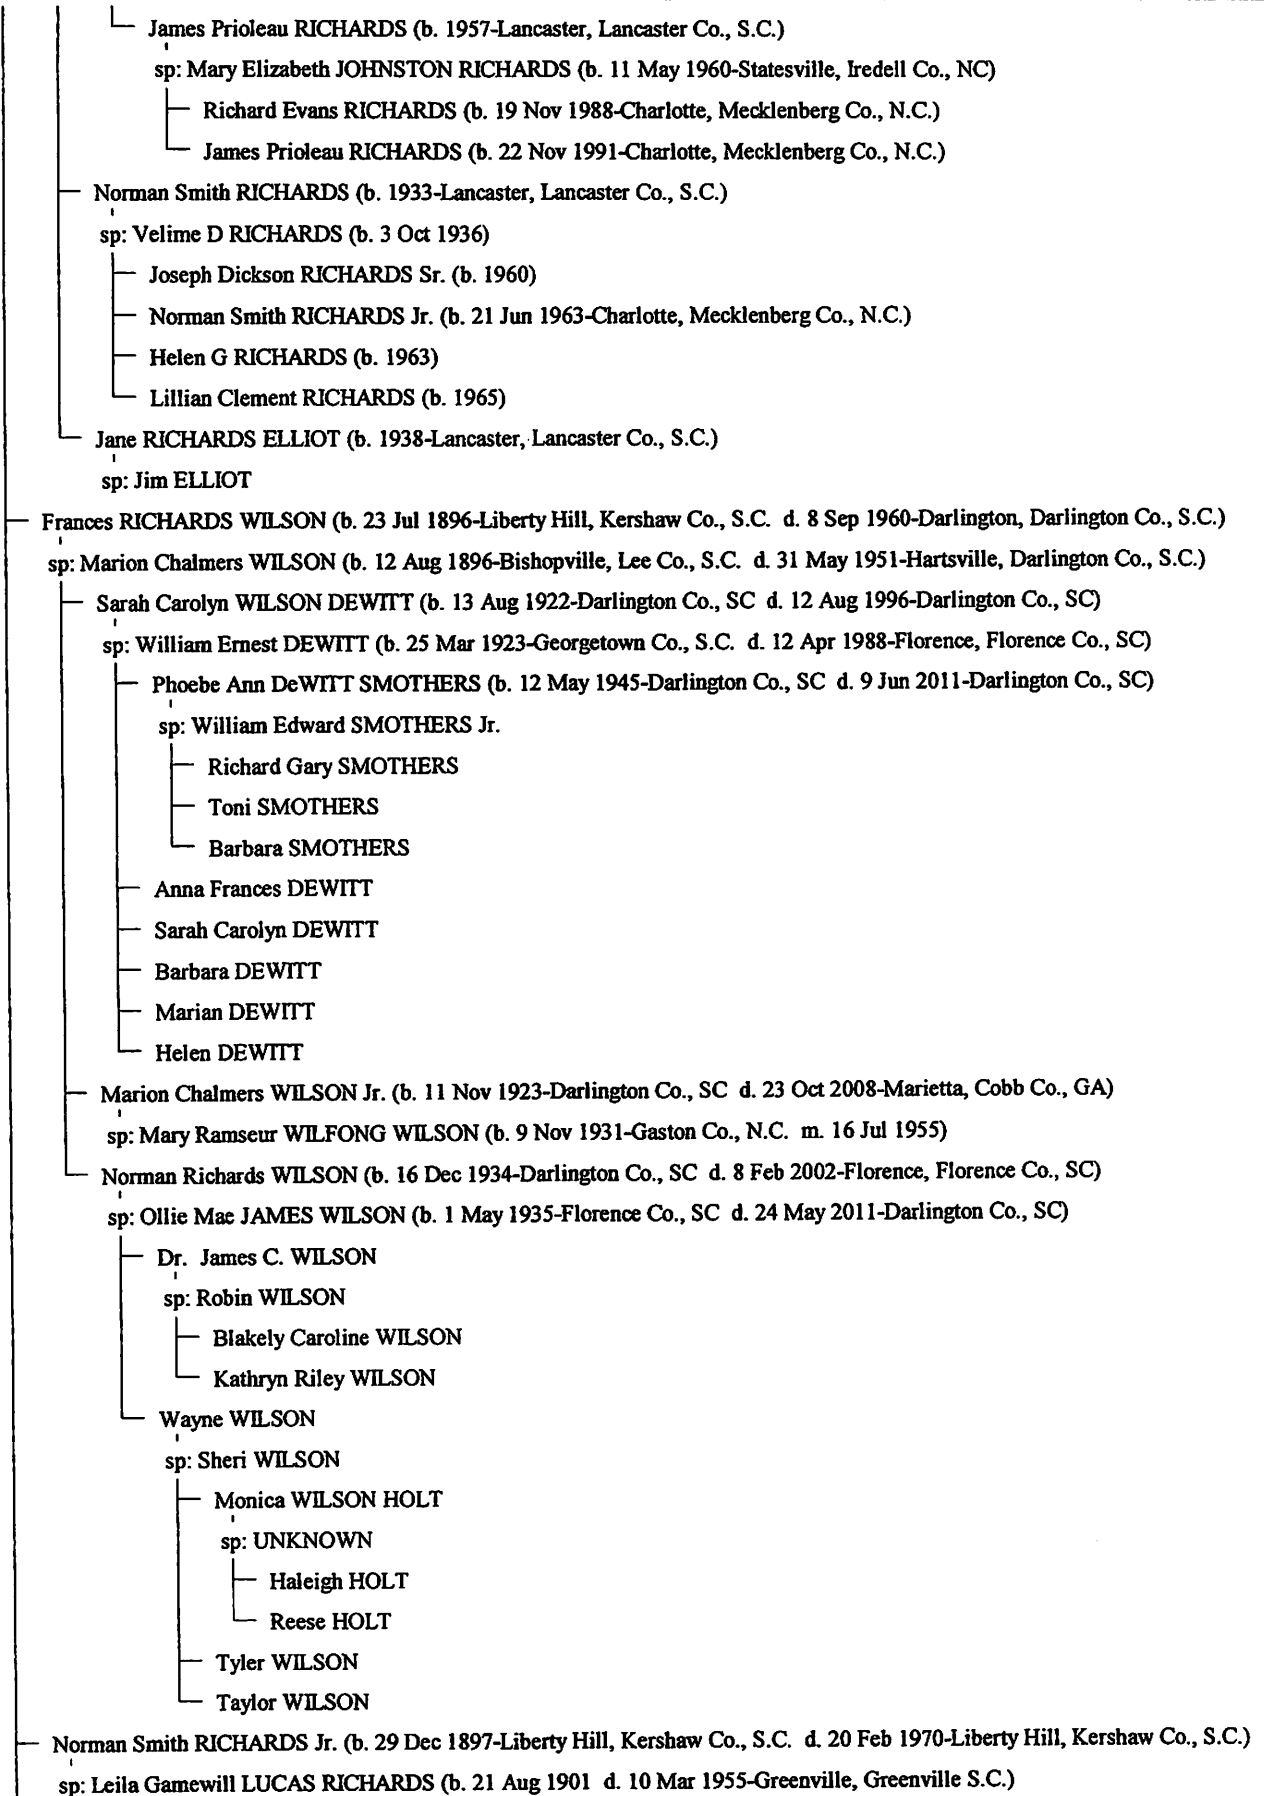 James Prioleau RICHARDS (b. 1957-Lancaster, Lancaster Co., S.C.)
sp: Mary Elizabeth JOHNSTON RICHARDS (b. 11 May 1960-Statesville, Iredell Co., NC)
Richard Evans RICHARDS (b. 19 Nov 1988-Charlotte, Mecklenberg Co., N.C.)
James Prioleau RICHARDS (b. 22 Nov 1991-Charlotte, Mecklenberg Co., N.C.)
Norman Smith RICHARDS (b. 1933-Lancaster, Lancaster Co., S.C.)
sp: Velime D RICHARDS (b. 3 Oct 1936)
Joseph Dickson RICHARDS Sr. (b. 1960)
Norman Smith RICHARDS Jr. (b. 21 Jun 1963-Charlotte, Mecklenberg Co., N.C.)
Helen G RICHARDS (b. 1963)
Lillian Clement RICHARDS (b. 1965)
Jane RICHARDS ELLIOT (b. 1938-Lancaster, Lancaster Co., S.C.)
sp: Jim ELLIOT
Frances RICHARDS WILSON (b. 23 Jul 1896-Liberty Hill, Kershaw Co., S.C. d. 8 Sep 1960-Darlington, Darlington Co., S.C.)
sp: Marion Chalmers WILSON (b. 12 Aug 1896-Bishopville, Lee Co., S.C. d. 31 May 1951-Hartsville, Darlington Co., S.C.)
Sarah Carolyn WILSON DEWITT (b. 13 Aug 1922-Darlington Co., SC d. 12 Aug 1996-Darlington Co., SC)
sp: William Ernest DEWITT (b. 25 Mar 1923-Georgetown Co., S.C. d. 12 Apr 1988-Florence, Florence Co., SC)
Phoebe Ann DeWITT SMOTHERS (b. 12 May 1945-Darlington Co., SC d. 9 Jun 2011-Darlington Co., SC)
sp: William Edward SMOTHERS Jr.
Richard Gary SMOTHERS
Toni SMOTHERS
Barbara SMOTHERS
Anna Frances DEWITT
Sarah Carolyn DEWITT
Barbara DEWITT
Marian DEWITT
Helen DEWITT
Marion Chalmers WILSON Jr. (b. 11 Nov 1923-Darlington Co., SC d. 23 Oct 2008-Marietta, Cobb Co., GA)
sp: Mary Ramseur WILFONG WILSON (b. 9 Nov 1931-Gaston Co., N.C. m. 16 Jul 1955)
Norman Richards WILSON (b. 16 Dec 1934-Darlington Co., SC d. 8 Feb 2002-Florence, Florence Co., SC)
sp: Ollie Mae JAMES WILSON (b. 1 May 1935-Florence Co., SC d. 24 May 2011-Darlington Co., SC)
Dr. James C. WILSON
sp: Robin WILSON
Blakely Caroline WILSON
Kathryn Riley WILSON
Wayne WILSON
sp: Sheri WILSON
Monica WILSON HOLT
sp: UNKNOWN
Haleigh HOLT
Reese HOLT
Tyler WILSON
Taylor WILSON
Norman Smith RICHARDS Jr. (b. 29 Dec 1897-Liberty Hill, Kershaw Co., S.C. d. 20 Feb 1970-Liberty Hill, Kershaw Co., S.C.)
sp: Leila Gamewill LUCAS RICHARDS (b. 21 Aug 1901 d. 10 Mar 1955-Greenville, Greenville S.C.)